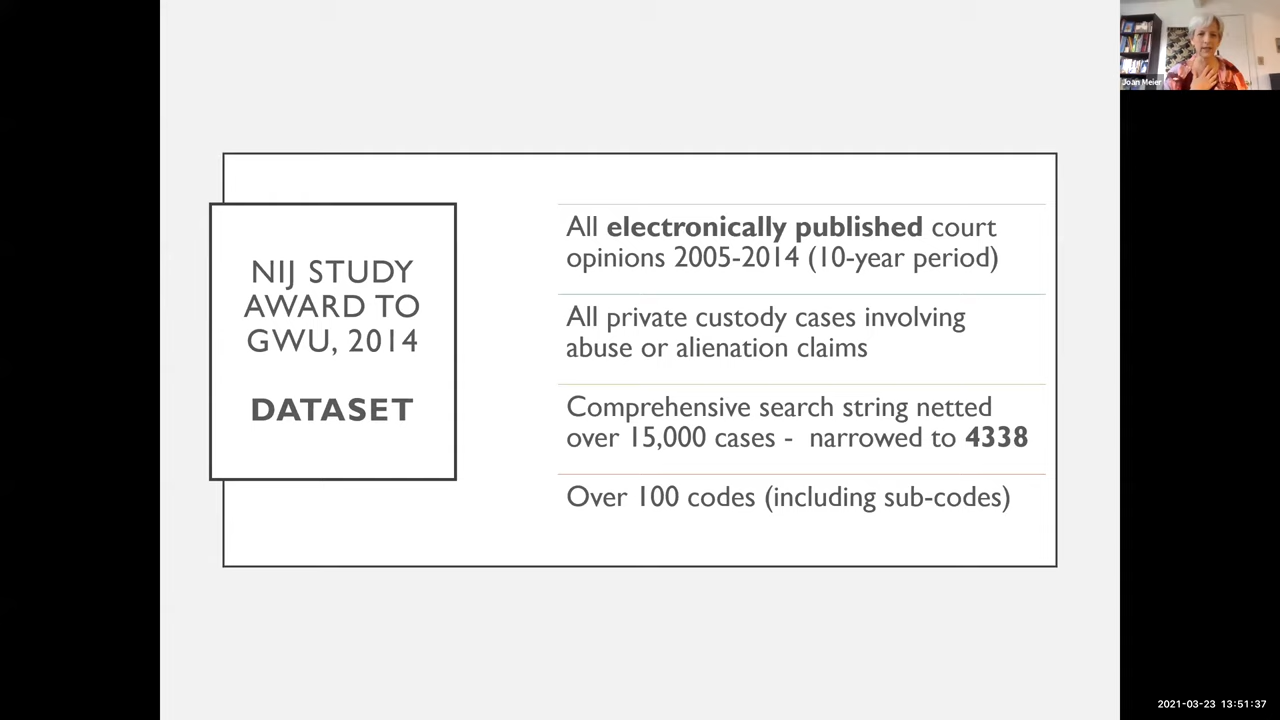 NIJ STUDY
AWARD TO
GWU, 2014
DATASET
All electronically published court
opinions 2005-2014 (10-year period)
All private custody cases involving
abuse or alienation claims
Comprehensive search string netted
over 15,000 cases - narrowed to 4338
Over 100 codes (including sub-codes)
Joan Meier
2021-03-23 13:51:37